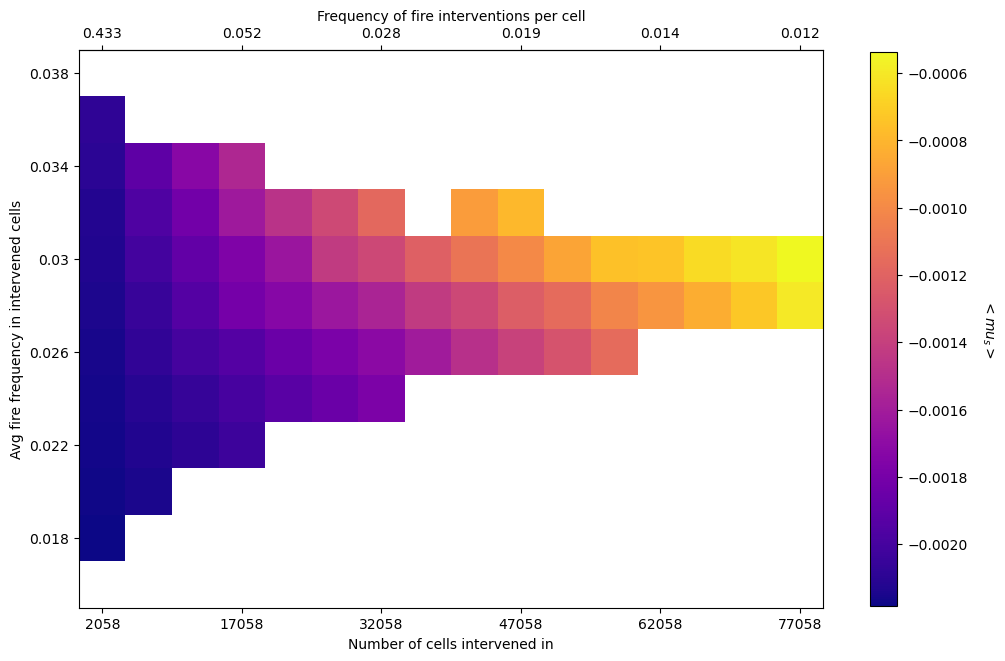 Frequency of fire interventions per cell
0.433 0.052 0.028 0.019 0.014 0.012
0.038
0.034
0.03
0.026
0.022
0.018
Avg fire frequency in intervened cells
2058 17058 32058 47058 62058 77058
Number of cells intervened in
−0.0006
−0.0008
−0.0010
−0.0012
−0.0014
−0.0016
−0.0018
−0.0020
< mu_s >